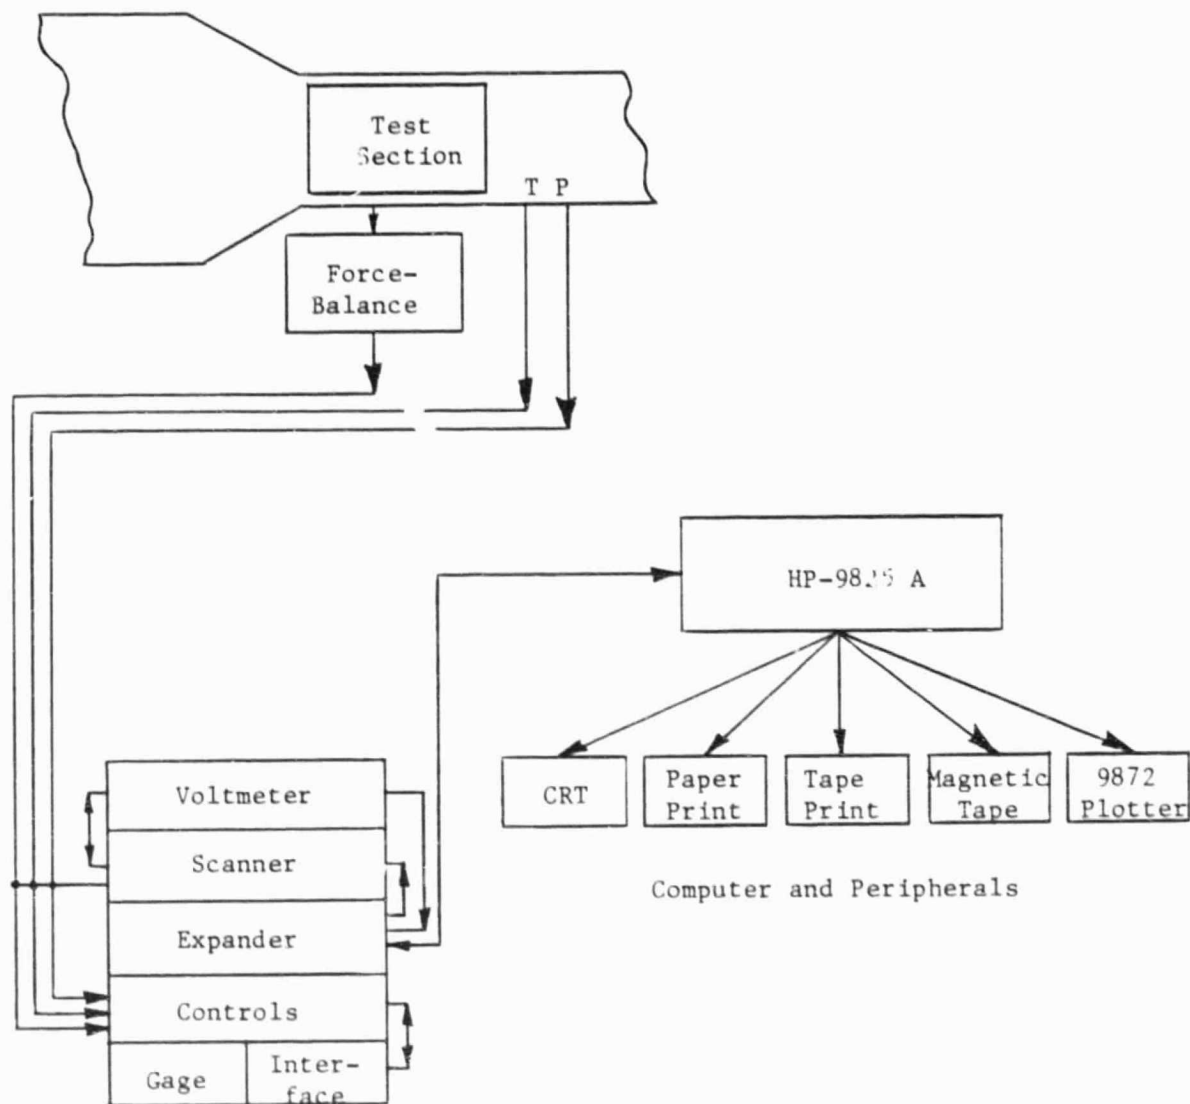 Test
Section
T P
Force-
Balance
A
CRT
Paper
Print
Tape
Print
Magnetic
Tape
9872
Plotter
Computer and Peripherals
Voltmeter
Scanner
Expander
Controls
Gage
Inter-
face